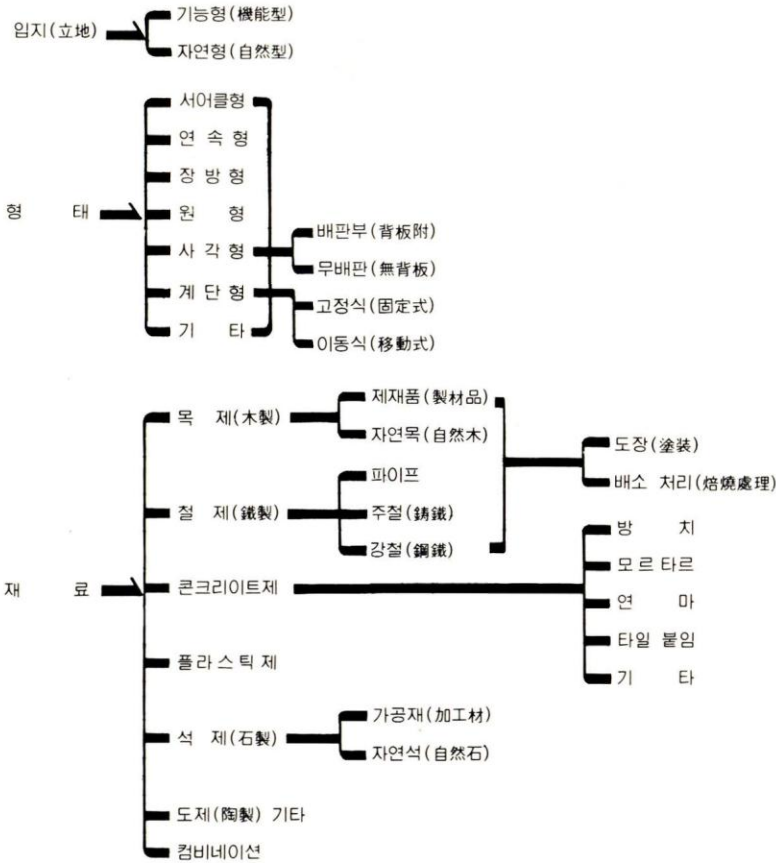 입지(立地)
기능형(機能型)
자연형(自然型)
형 태
서어클형
연 속 형
장 방 형
원 형
사 각 형
계 단 형
기 타
배판부(背板附)
무배판(無背板)
고정식(固定式)
이동식(移動式)
재 료
목 제(木製)
제재품(製材品)
자연목(自然木)
철 제(鐵製)
파이프
주철(鋳鐵)
강철(鋼鐵)
도장(塗装)
배소 처리(焙燒處理)
콘크리이트제
방 치
모르타르
연 마
타일 붙임
기 타
플라스틱제
석 제(石製)
가공재(加工材)
자연석(自然石)
도제(陶製) 기타
컴비네이션